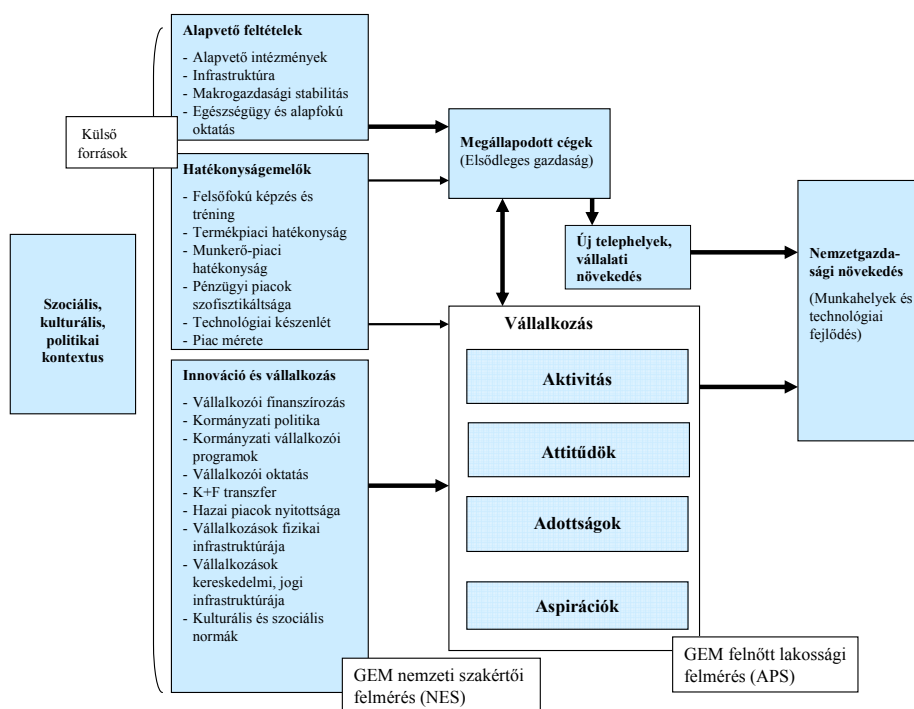 Alapvető feltételek
- Alapvető intézmények
- Infrastruktúra
- Makrogazdasági stabilitás
- Egészségügy és alapfokú
oktatás
Külső
források
Hatékonyságemelők
- Felsőfokú képzés és
tréning
- Termékpiaci hatékonyság
- Munkerő-piaci
hatékonyság
- Pénzügyi piacok
szofisztikáltsága
- Technológiai készenlét
- Piac mérete
Szociális,
kulturális,
politikai
kontextus
Innováció és vállalkozás
- Vállalkozói finanszírozás
- Kormányzati politika
- Kormányzati vállalkozói
programok
- Vállalkozói oktatás
- K+F transzfer
- Hazai piacok nyitottsága
- Vállalkozások fizikai
infrastruktúrája
- Vállalkozások
kereskedelmi, jogi
infrastruktúrája
- Kulturális és szociális
normák
GEM nemzeti szakértői
felmérés (NES)
Megállapodott cégek
(Elsődleges gazdaság)
Új telephelyek,
vállalati
növekedés
Vállalkozás
Aktivitás
Attitűdök
Adottságok
Aspirációk
GEM felnőtt lakossági
felmérés (APS)
Nemzetgazda-
sági növekedés
(Munkahelyek és
technológiai
fejlődés)